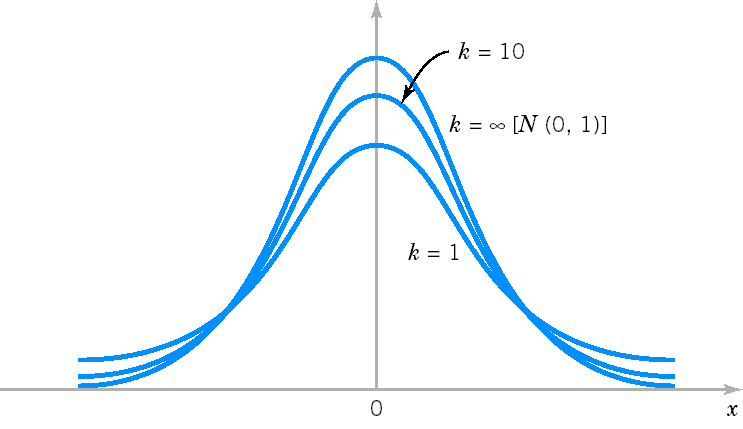 k = 10
k = ∞ [N (0, 1)]
k = 1
0
x